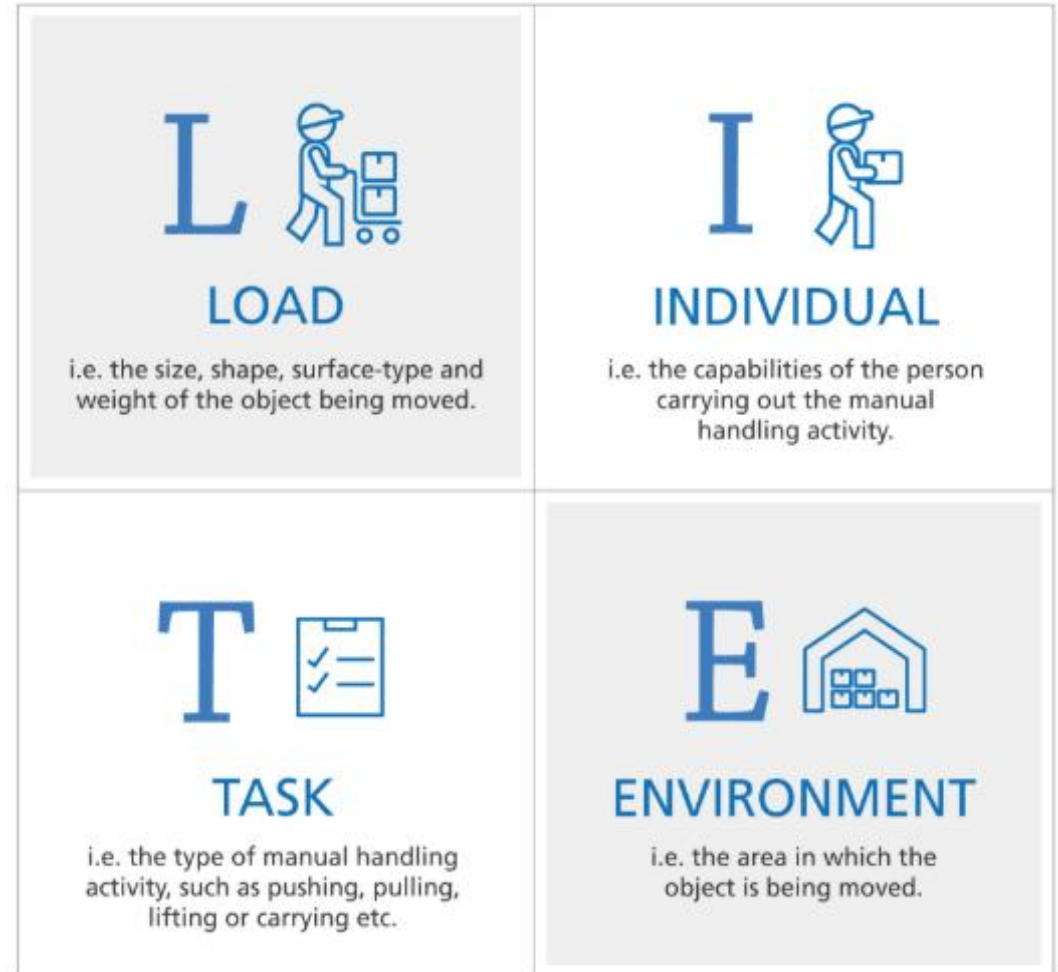 L
LOAD
i.e. the size, shape, surface-type and
weight of the object being moved.
I
INDIVIDUAL
i.e. the capabilities of the person
carrying out the manual
handling activity.
T
TASK
i.e. the type of manual handling
activity, such as pushing, pulling,
lifting or carrying etc.
E
ENVIRONMENT
i.e. the area in which the
object is being moved.